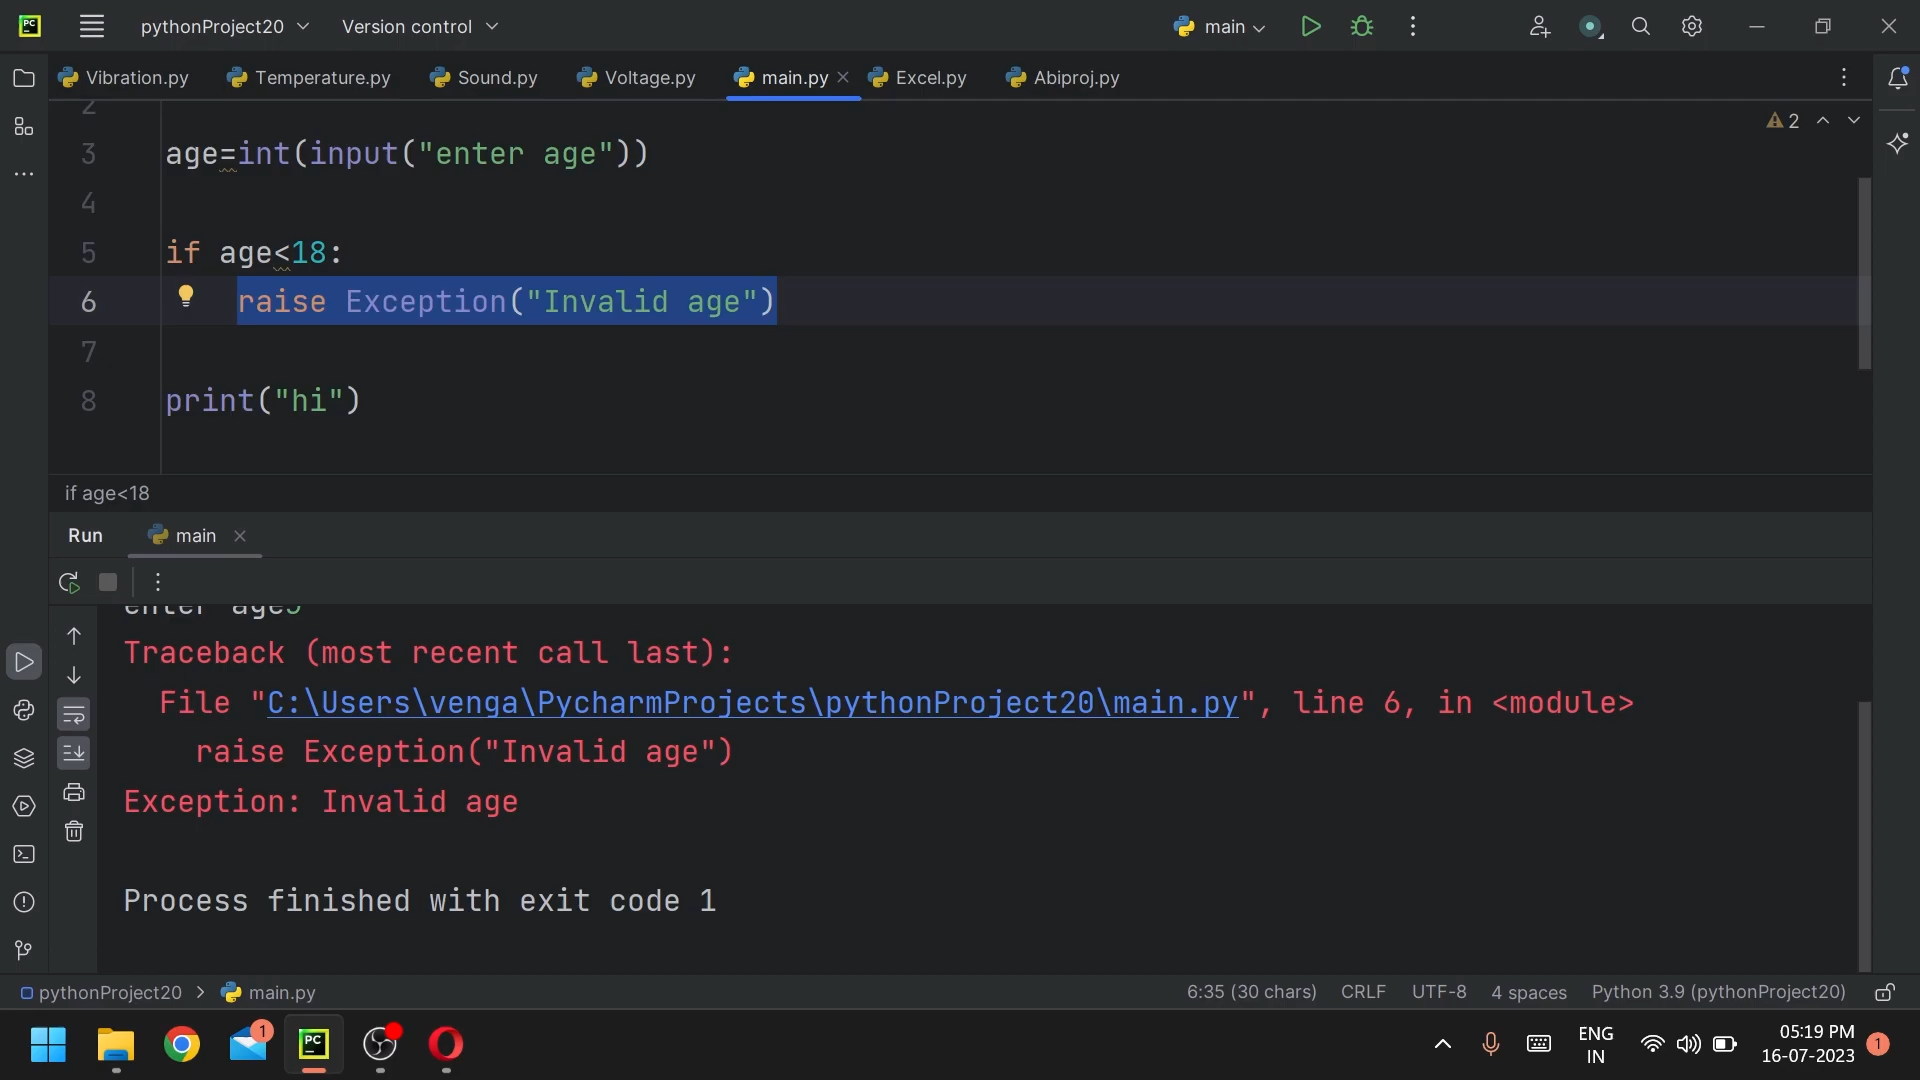 PC
pythonProject20
Version control
main
Vibration.py
Temperature.py
Sound.py
Voltage.py
main.py
Excel.py
Abiproj.py
2
2
3 age=int(input("enter age"))
4
5 if age<18:
6 raise Exception("Invalid age")
7
8 print("hi")
if age<18
Run
main
enter age5
Traceback (most recent call last):
File "C:\Users\venga\PycharmProjects\pythonProject20\main.py", line 6, in <module>
raise Exception("Invalid age")
Exception: Invalid age
Process finished with exit code 1
pythonProject20 > main.py
6:35 (30 chars) CRLF UTF-8 4 spaces Python 3.9 (pythonProject20)
1
PC
ENG
IN
05:19 PM
16-07-2023
1